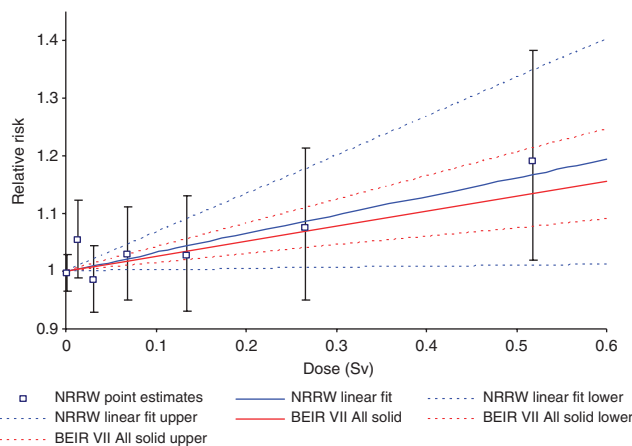 1.4
1.3
1.2
1.1
1
0.9
Relative risk
0 0.1 0.2 0.3 0.4 0.5 0.6
Dose (Sv)
NRRW point estimates NRRW linear fit NRRW linear fit lower
NRRW linear fit upper BEIR VII All solid BEIR VII All solid lower
BEIR VII All solid upper